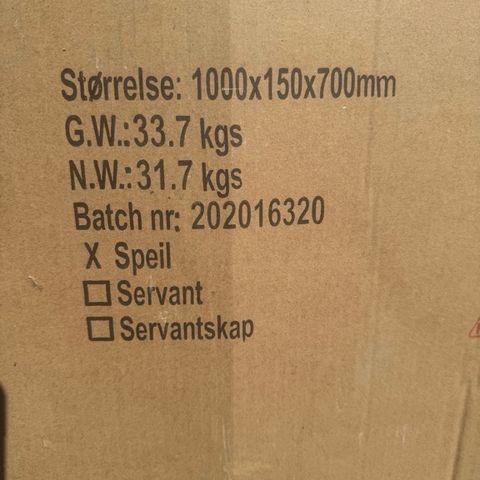 Størrelse: 1000x150x700mm
G.W.:33.7 kgs
N.W.:31.7 kgs
Batch nr: 202016320
X Speil
☐ Servant
☐ Servantskap